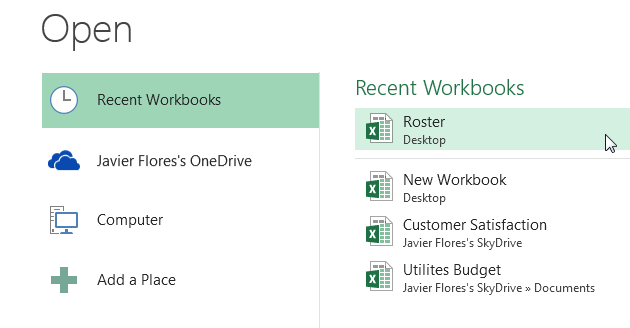 Open
Recent Workbooks
Javier Flores's OneDrive
Computer
Add a Place
Recent Workbooks
Roster
Desktop
New Workbook
Desktop
Customer Satisfaction
Javier Flores's SkyDrive
Utilites Budget
Javier Flores's SkyDrive » Documents